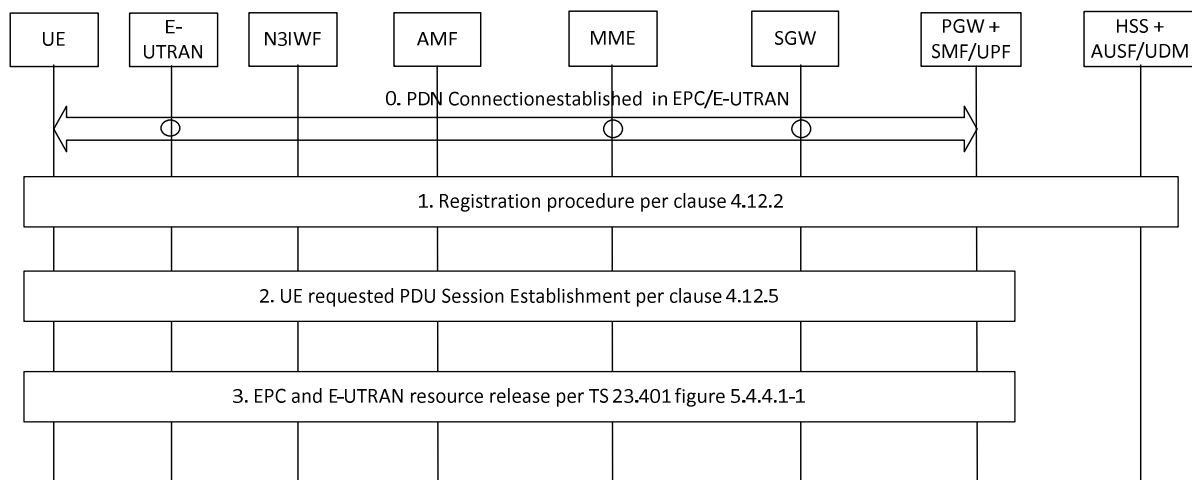 UE
E-
UTRAN
N3IWF
AMF
MME
SGW
PGW +
SMF/UPF
HSS +
AUSF/UDM
0. PDN Connectionestablished in EPC/E-UTRAN
1. Registration procedure per clause 4.12.2
2. UE requested PDU Session Establishment per clause 4.12.5
3. EPC and E-UTRAN resource release per TS 23.401 figure 5.4.4.1-1